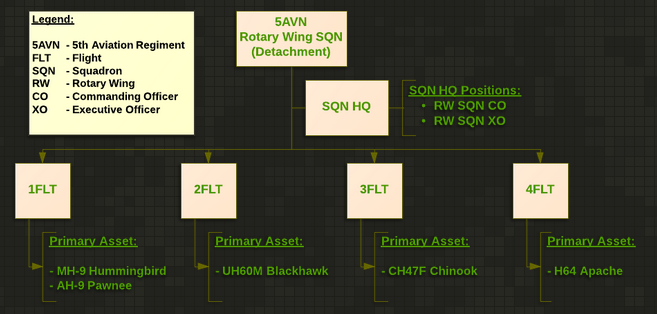 Legend:
5AVN - 5th Aviation Regiment
FLT - Flight
SQN - Squadron
RW - Rotary Wing
CO - Commanding Officer
XO - Executive Officer
5AVN
Rotary Wing SQN
(Detachment)
SQN HQ
SQN HQ Positions:
• RW SQN CO
• RW SQN XO
1FLT
2FLT
3FLT
4FLT
Primary Asset:
- MH-9 Hummingbird
- AH-9 Pawnee
Primary Asset:
- UH60M Blackhawk
Primary Asset:
- CH47F Chinook
Primary Asset:
- H64 Apache